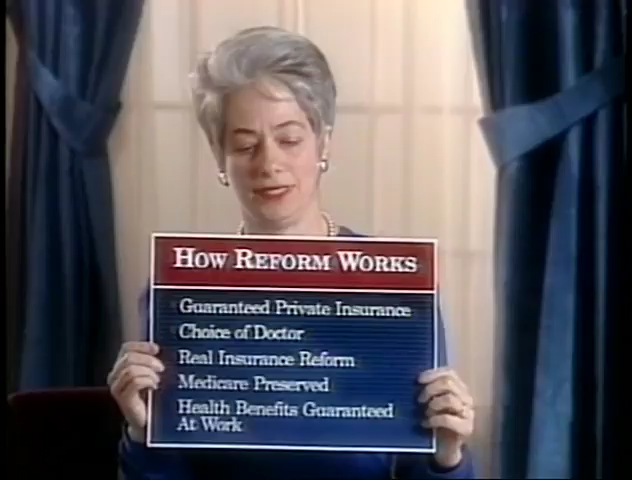 How Reform Works
Guaranteed Private Insurance
Choice of Doctor
Real Insurance Reform
Medicare Preserved
Health Benefits Guaranteed
At Work